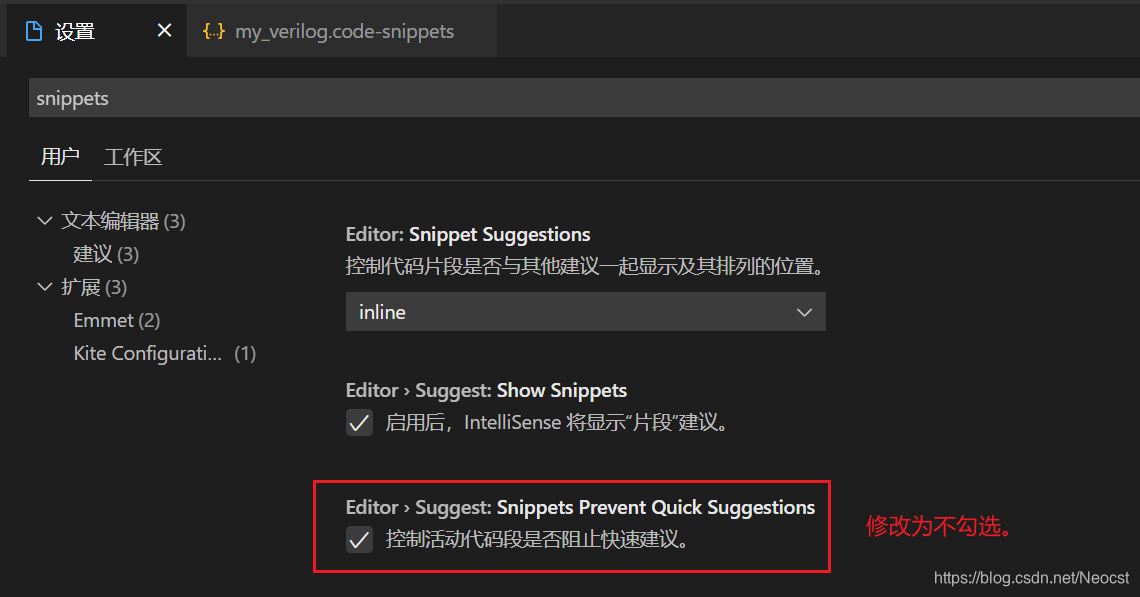 设置 {..} my_verilog.code-snippets
snippets
用户 工作区
文本编辑器 (3)
建议 (3)
扩展 (3)
Emmet (2)
Kite Configurati... (1)
Editor: Snippet Suggestions
控制代码片段是否与其他建议一起显示及其排列的位置。
inline
Editor › Suggest: Show Snippets
启用后，IntelliSense 将显示“片段”建议。
Editor › Suggest: Snippets Prevent Quick Suggestions
控制活动代码段是否阻止快速建议。
修改为不勾选。
https://blog.csdn.net/Neocst